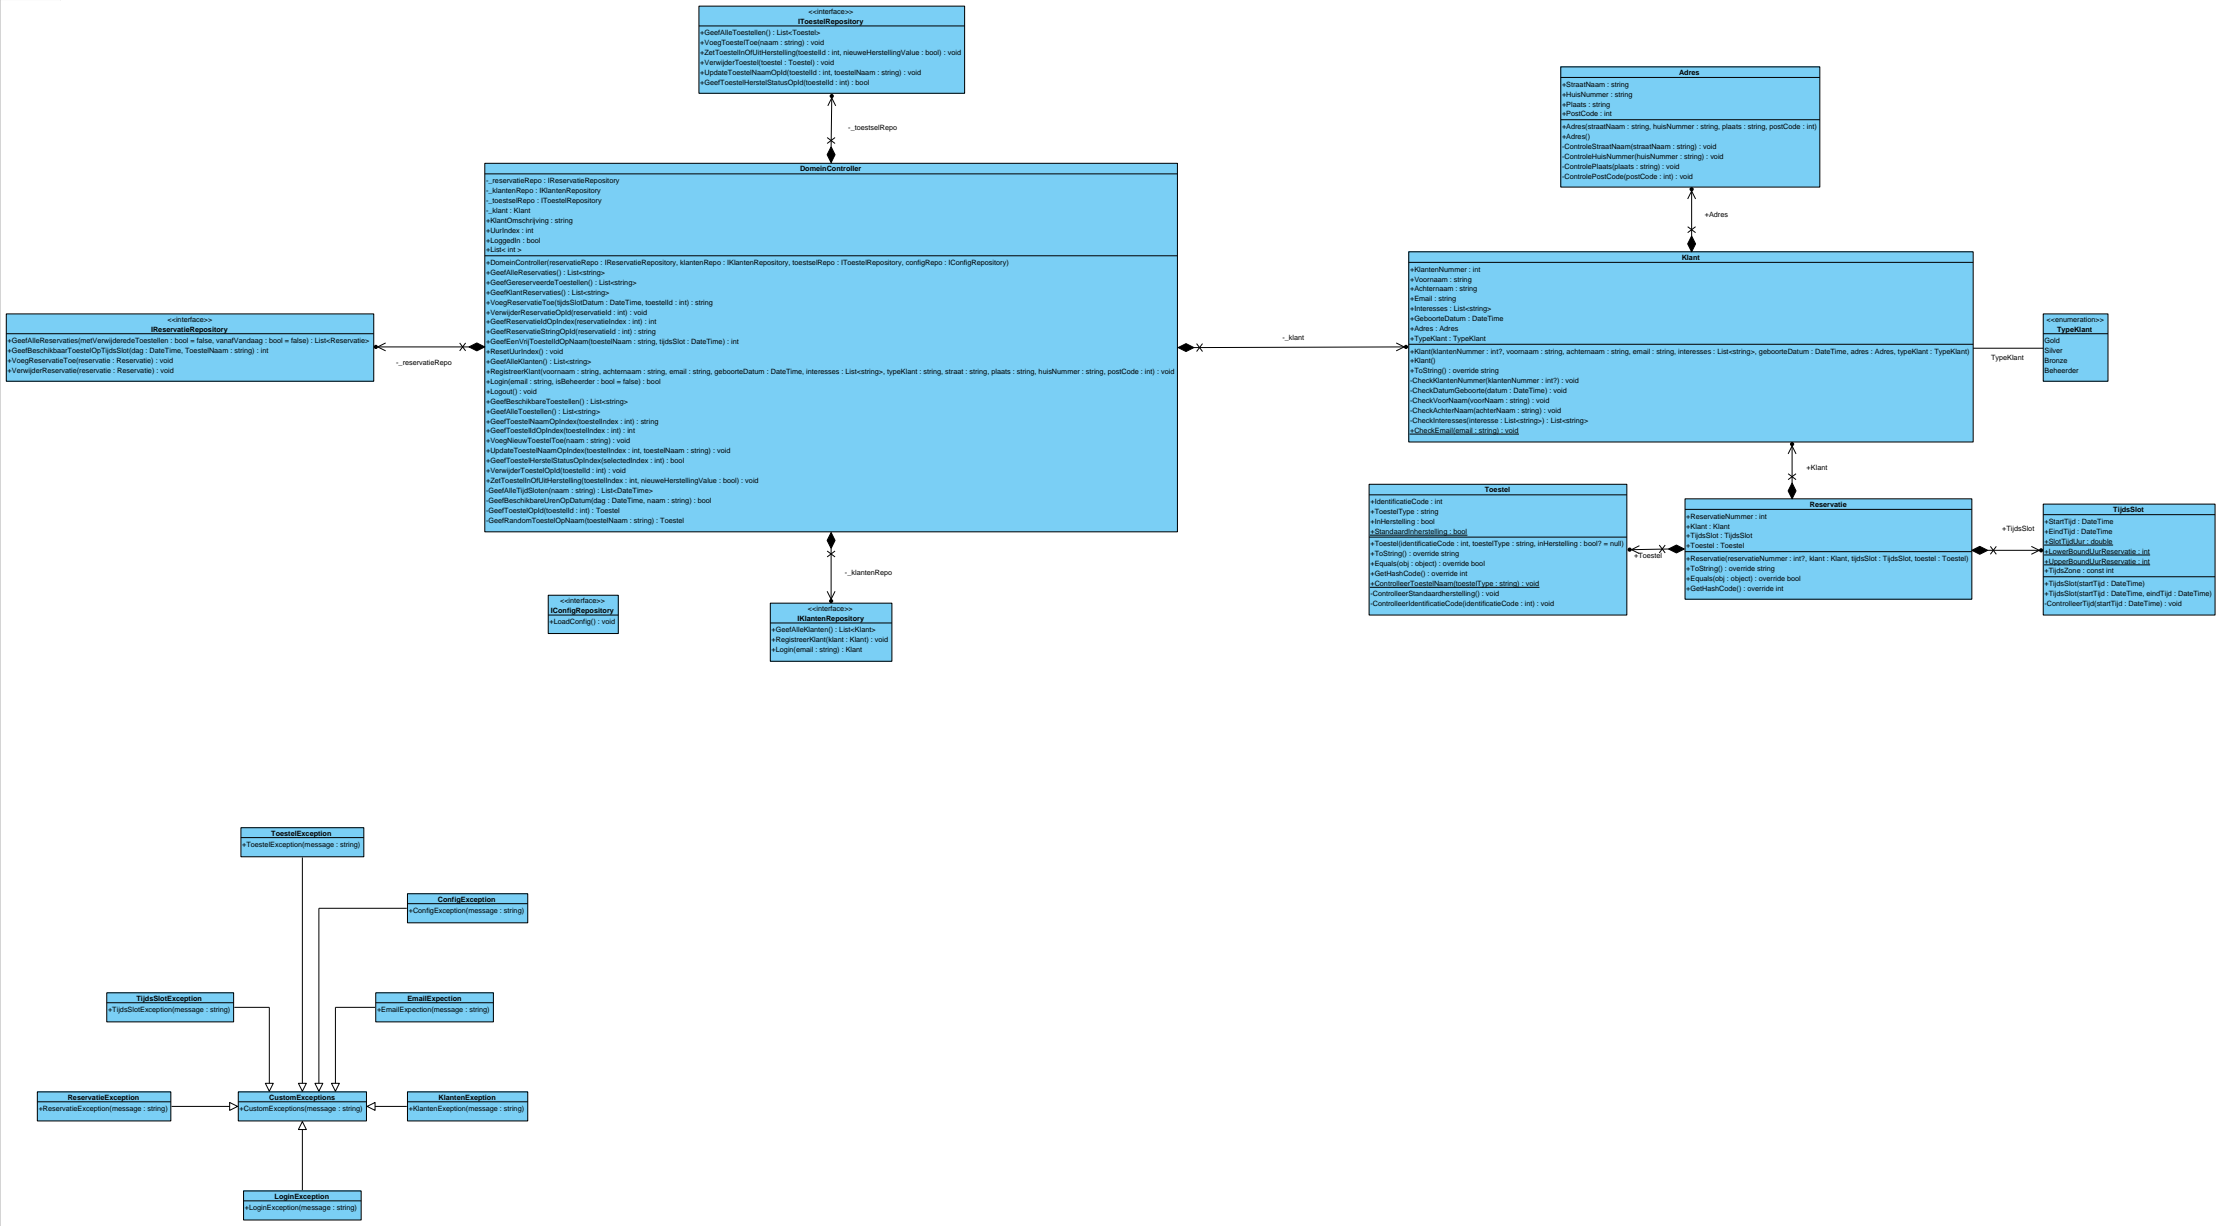 <<interface>>
IToestelRepository
+GeefAlleToestellen() : List<Toestel>
+VoegToestelToe(naam : string) : void
+ZetToestelInOfUitHerstelling(toestelId : int, nieuweHerstellingValue : bool) : void
+VerwijderToestel(toestel : Toestel) : void
+UpdateToestelNaamOpId(toestelId : int, toestelNaam : string) : void
+GeefToestelHerstelStatusOpId(toestelId : int) : bool
-_toestselRepo
DomeinController
-_reservatieRepo : IReservatieRepository
-_klantenRepo : IKlantenRepository
-_toestselRepo : IToestelRepository
-_klant : Klant
+KlantOmschrijving : string
+UurIndex : int
+LoggedIn : bool
+List< int >
+DomeinController(reservatieRepo : IReservatieRepository, klantenRepo : IKlantenRepository, toestselRepo : IToestelRepository, configRepo : IConfigRepository)
+GeefAlleReservaties() : List<string>
+GeefGereserveerdeToestellen() : List<string>
+GeefKlantReservaties() : List<string>
+VoegReservatieToe(tijdsSlotDatum : DateTime, toestelId : int) : string
+VerwijderReservatieOpId(reservatieId : int) : void
+GeefReservatieIdOpIndex(reservatieIndex : int) : int
+GeefReservatieStringOpId(reservatieId : int) : string
+GeefEenVrijToestelIdOpNaam(toestelNaam : string, tijdsSlot : DateTime) : int
+ResetUurIndex() : void
+GeefAlleKlanten() : List<string>
+RegistreerKlant(voornaam : string, achternaam : string, email : string, geboorteDatum : DateTime, interesses : List<string>, typeKlant : string, straat : string, plaats : string, huisNummer : string, postCode : int) : void
+Login(email : string, isBeheerder : bool = false) : bool
+Logout() : void
+GeefBeschikbareToestellen() : List<string>
+GeefAlleToestellen() : List<string>
+GeefToestelNaamOpIndex(toestelIndex : int) : string
+GeefToestelIdOpIndex(toestelIndex : int) : int
+VoegNieuwToestelToe(naam : string) : void
+UpdateToestelNaamOpIndex(toestelIndex : int, toestelNaam : string) : void
+GeefToestelHerstelStatusOpIndex(selectedIndex : int) : bool
+VerwijderToestelOpId(toestelId : int) : void
+ZetToestelInOfUitHerstelling(toestelIndex : int, nieuweHerstellingValue : bool) : void
-GeefAlleTijdSloten(naam : string) : List<DateTime>
-GeefBeschikbareUrenOpDatum(dag : DateTime, naam : string) : bool
-GeefToestelOpId(toestelId : int) : Toestel
-GeefRandomToestelOpNaam(toestelNaam : string) : Toestel
<<interface>>
IReservatieRepository
+GeefAlleReservaties(metVerwijderedeToestellen : bool = false, vanafVandaag : bool = false) : List<Reservatie>
+GeefBeschikbaarToestelOpTijdsSlot(dag : DateTime, ToestelNaam : string) : int
+VoegReservatieToe(reservatie : Reservatie) : void
+VerwijderReservatie(reservatie : Reservatie) : void
-_reservatieRepo
-_klantenRepo
<<interface>>
IConfigRepository
+LoadConfig() : void
<<interface>>
IKlantenRepository
+GeefAlleKlanten() : List<Klant>
+RegistreerKlant(klant : Klant) : void
+Login(email : string) : Klant
-_klant
Adres
+StraatNaam : string
+HuisNummer : string
+Plaats : string
+PostCode : int
+Adres(straatNaam : string, huisNummer : string, plaats : string, postCode : int)
+Adres()
-ControleStraatNaam(straatNaam : string) : void
-ControleHuisNummer(huisNummer : string) : void
-ControlePlaats(plaats : string) : void
-ControlePostCode(postCode : int) : void
+Adres
Klant
+KlantenNummer : int
+Voornaam : string
+Achternaam : string
+Email : string
+Interesses : List<string>
+GeboorteDatum : DateTime
+Adres : Adres
+TypeKlant : TypeKlant
+Klant(klantenNummer : int?, voornaam : string, achternaam : string, email : string, interesses : List<string>, geboorteDatum : DateTime, adres : Adres, typeKlant : TypeKlant)
+Klant()
+ToString() : override string
-CheckKlantenNummer(klantenNummer : int?) : void
-CheckDatumGeboorte(datum : DateTime) : void
-CheckVoorNaam(voorNaam : string) : void
-CheckAchterNaam(achterNaam : string) : void
-CheckInteresses(interesse : List<string>) : List<string>
+CheckEmail(email : string) : void
TypeKlant
<<enumeration>>
TypeKlant
Gold
Silver
Bronze
Beheerder
+Klant
Toestel
+IdentificatieCode : int
+ToestelType : string
+InHerstelling : bool
+StandaardInherstelling : bool
+Toestel(identificatieCode : int, toestelType : string, inHerstelling : bool? = null)
+ToString() : override string
+Equals(obj : object) : override bool
+GetHashCode() : override int
+ControlleerToestelNaam(toestelType : string) : void
-ControlleerStandaardherstelling() : void
-ControlleerIdentificatieCode(identificatieCode : int) : void
+Toestel
Reservatie
+ReservatieNummer : int
+Klant : Klant
+TijdsSlot : TijdsSlot
+Toestel : Toestel
+Reservatie(reservatieNummer : int?, klant : Klant, tijdsSlot : TijdsSlot, toestel : Toestel)
+ToString() : override string
+Equals(obj : object) : override bool
+GetHashCode() : override int
+TijdsSlot
TijdsSlot
+StartTijd : DateTime
+EindTijd : DateTime
+SlotTijdUur : double
+LowerBoundUurReservatie : int
+UpperBoundUurReservatie : int
+TijdsZone : const int
+TijdsSlot(startTijd : DateTime)
+TijdsSlot(startTijd : DateTime, eindTijd : DateTime)
-ControlleerTijd(startTijd : DateTime) : void
ToestelException
+ToestelException(message : string)
ConfigException
+ConfigException(message : string)
TijdsSlotException
+TijdsSlotException(message : string)
EmailExpection
+EmailExpection(message : string)
ReservatieException
+ReservatieException(message : string)
CustomExceptions
+CustomExceptions(message : string)
KlantenExeption
+KlantenExeption(message : string)
LoginException
+LoginException(message : string)